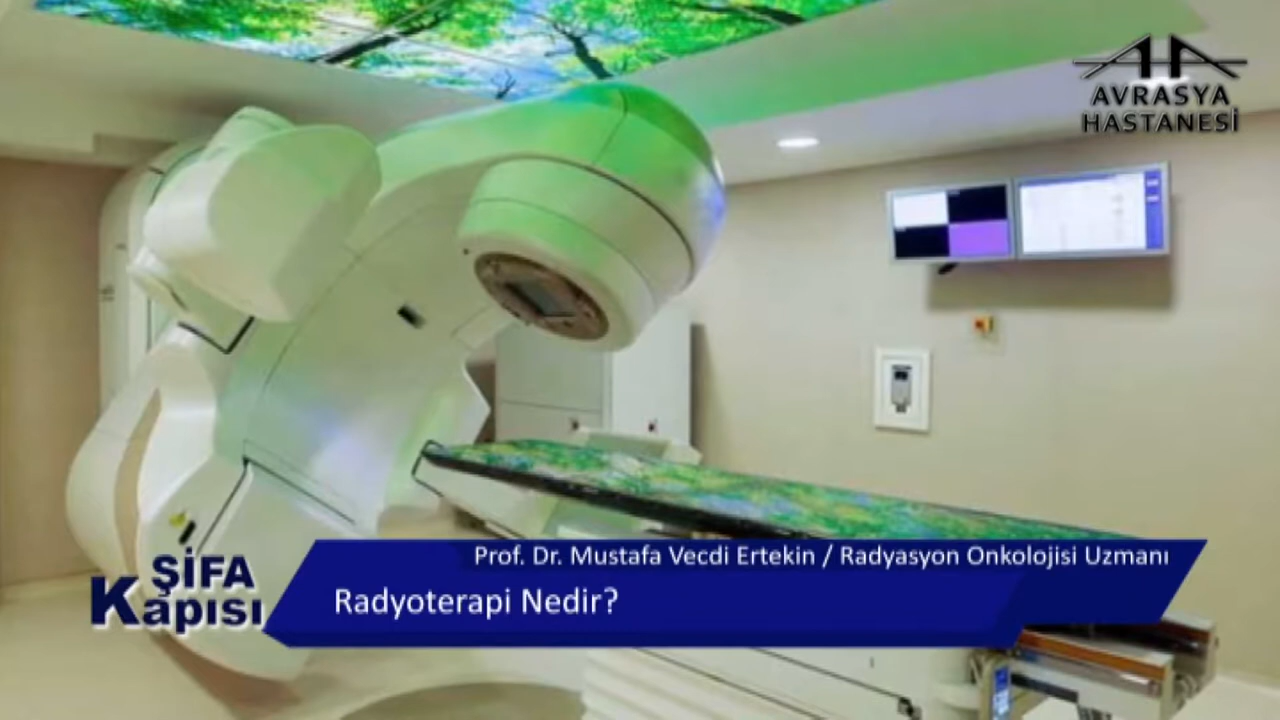 AVRASYA
HASTANESİ
Prof. Dr. Mustafa Vecdi Ertekin / Radyasyon Onkolojisi Uzmanı
ŞİFA
Kapısı
Radyoterapi Nedir?